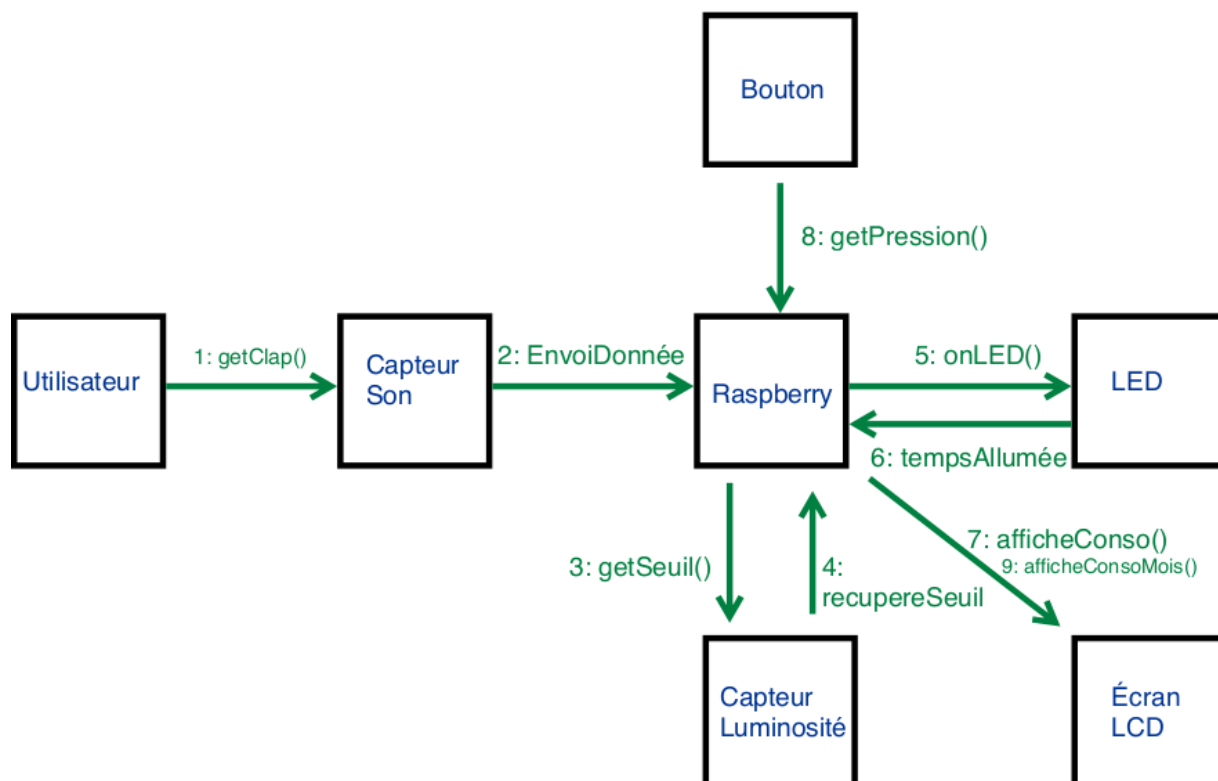 Bouton
8: getPression()
Utilisateur
1: getClap()
Capteur
Son
2: EnvoiDonnée
Raspberry
5: onLED()
LED
6: tempsAllumée
3: getSeuil()
4:
recupereSeuil
7: afficheConso()
9: afficheConsoMois()
Capteur
Luminosité
Écran
LCD